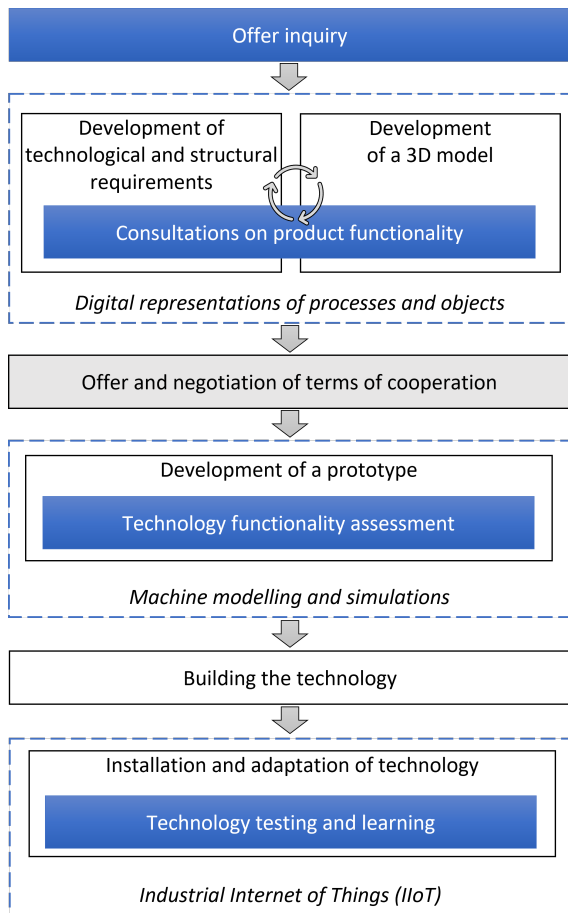 Offer inquiry
Development of
technological and structural
requirements
Development
of a 3D model
Consultations on product functionality
Digital representations of processes and objects
Offer and negotiation of terms of cooperation
Development of a prototype
Technology functionality assessment
Machine modelling and simulations
Building the technology
Installation and adaptation of technology
Technology testing and learning
Industrial Internet of Things (IIoT)